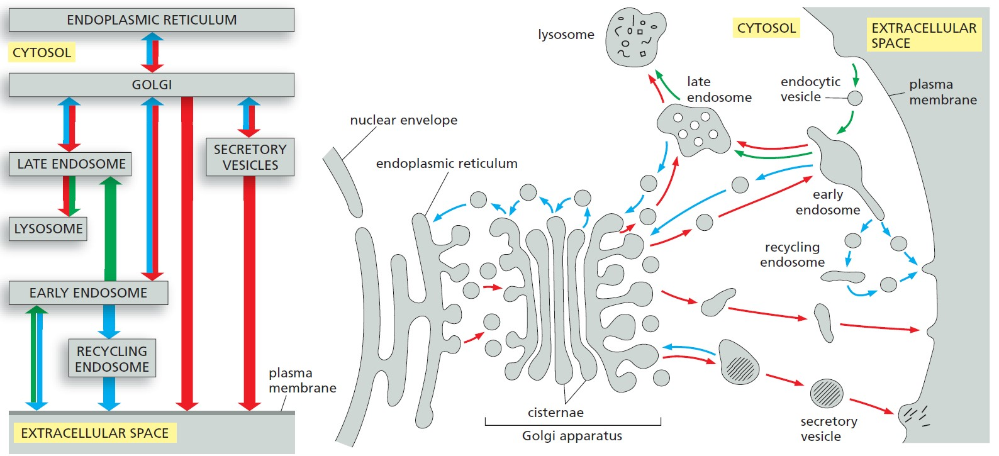 ENDOPLASMIC RETICULUM
CYTOSOL
GOLGI
LATE ENDOSOME
SECRETORY
VESICLES
LYSOSOME
EARLY ENDOSOME
RECYCLING
ENDOSOME
plasma
membrane
EXTRACELLULAR SPACE
lysosome
CYTOSOL
EXTRACELLULAR
SPACE
late
endosome
endocytic
vesicle
plasma
membrane
nuclear envelope
endoplasmic reticulum
early
endosome
recycling
endosome
cisternae
Golgi apparatus
secretory
vesicle